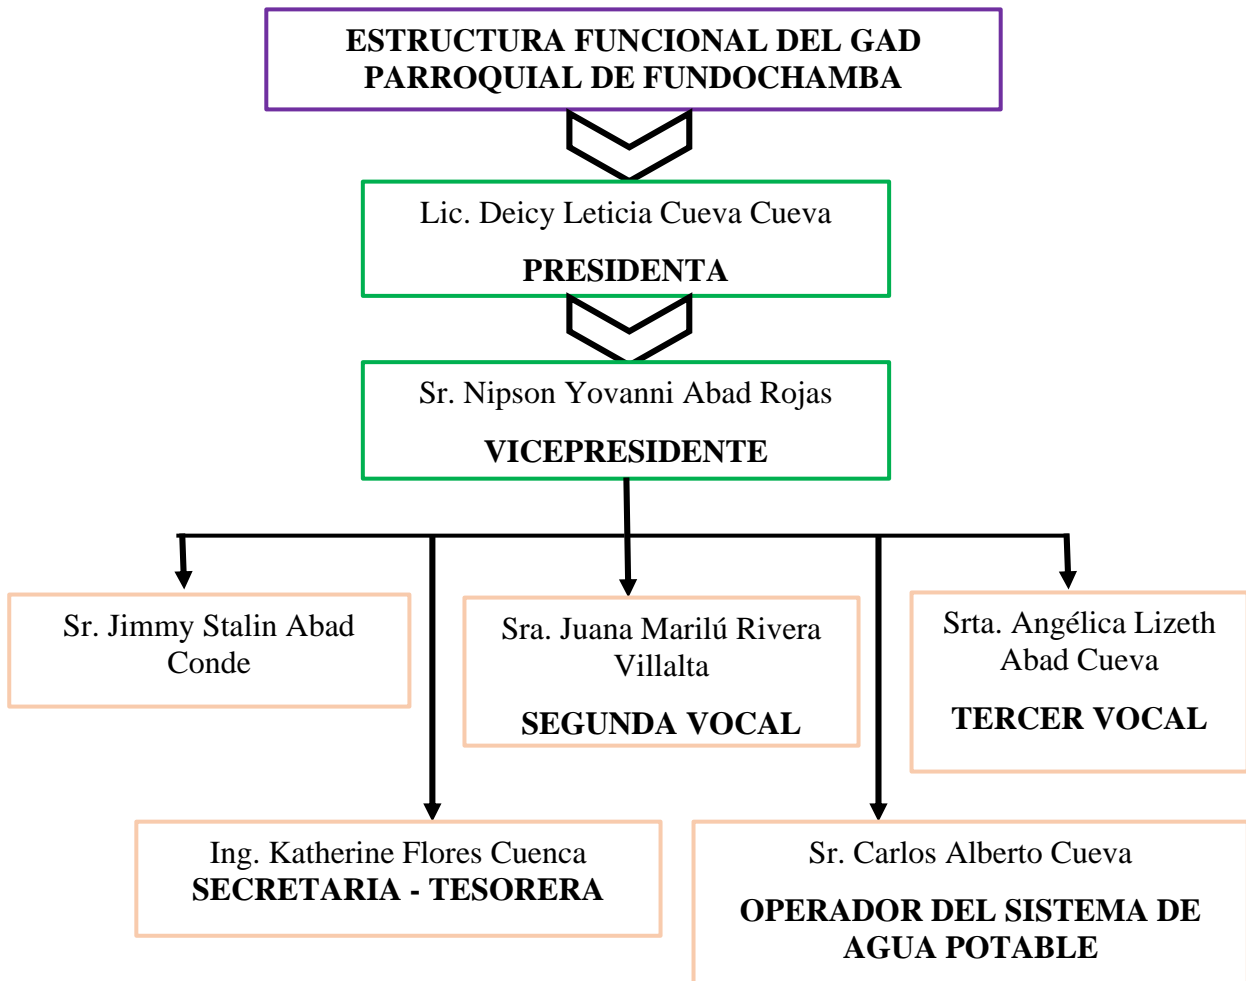 ESTRUCTURA FUNCIONAL DEL GAD
PARROQUIAL DE FUNDOCHAMBA
Lic. Deicy Leticia Cueva Cueva
PRESIDENTA
Sr. Nipson Yovanni Abad Rojas
VICEPRESIDENTE
Sr. Jimmy Stalin Abad
Conde
Sra. Juana Marilú Rivera
Villalta
SEGUNDA VOCAL
Srta. Angélica Lizeth
Abad Cueva
TERCER VOCAL
Ing. Katherine Flores Cuenca
SECRETARIA - TESORERA
Sr. Carlos Alberto Cueva
OPERADOR DEL SISTEMA DE
AGUA POTABLE